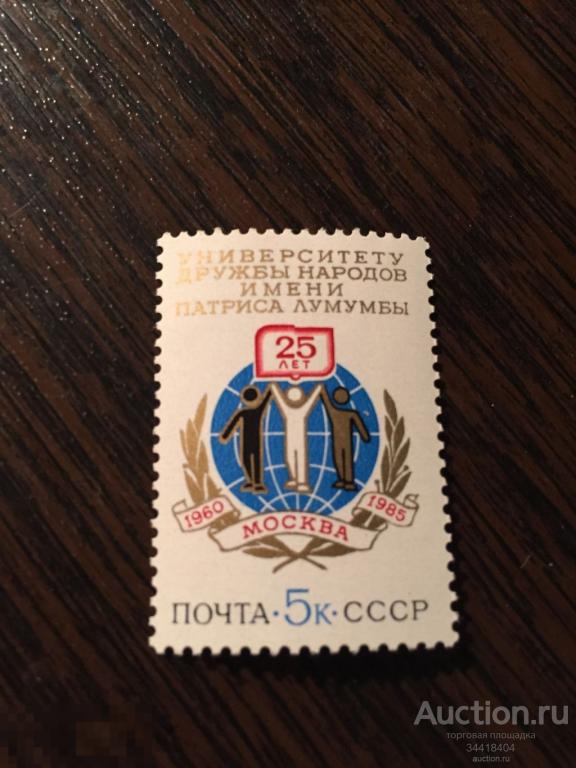 УНИВЕРСИТЕТУ
ДРУЖБЫ НАРОДОВ
ИМЕНИ
ПАТРИСА ЛУМУМБЫ
25
ЛЕТ
1960
МОСКВА
1985
ПОЧТА·5к·СССР
Auction.ru
торговая площадка
34418404
auction.ru